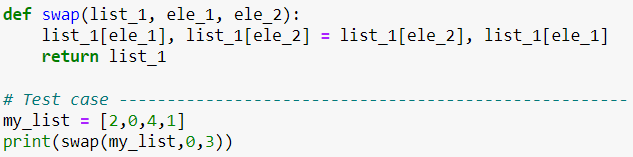 def swap(list_1, ele_1, ele_2):
    list_1[ele_1], list_1[ele_2] = list_1[ele_2], list_1[ele_1]
    return list_1

# Test case -----------------------------------------------------
my_list = [2,0,4,1]
print(swap(my_list,0,3))